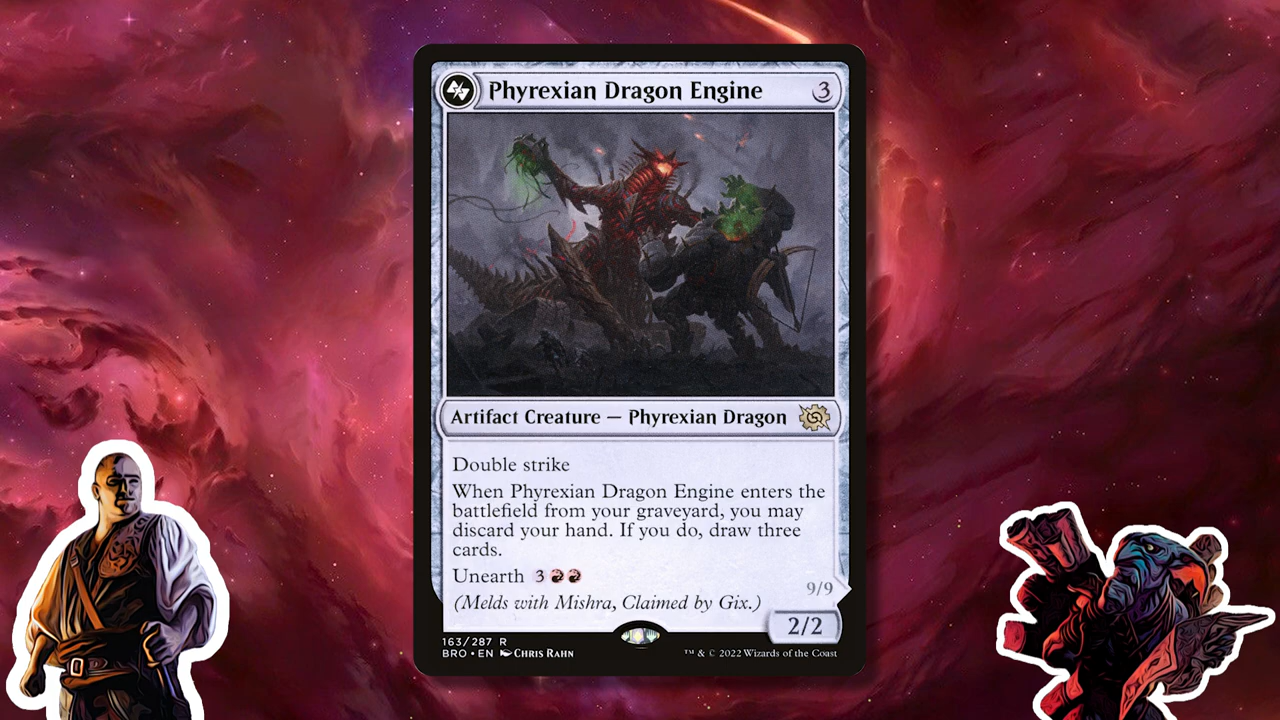 Phyrexian Dragon Engine 3
Artifact Creature — Phyrexian Dragon
Double strike
When Phyrexian Dragon Engine enters the
battlefield from your graveyard, you may
discard your hand. If you do, draw three
cards.
Unearth 3
9/9
(Melds with Mishra, Claimed by Gix.)
2/2
163/287 R
BRO • EN Chris Rahn
™ & © 2022 Wizards of the Coast